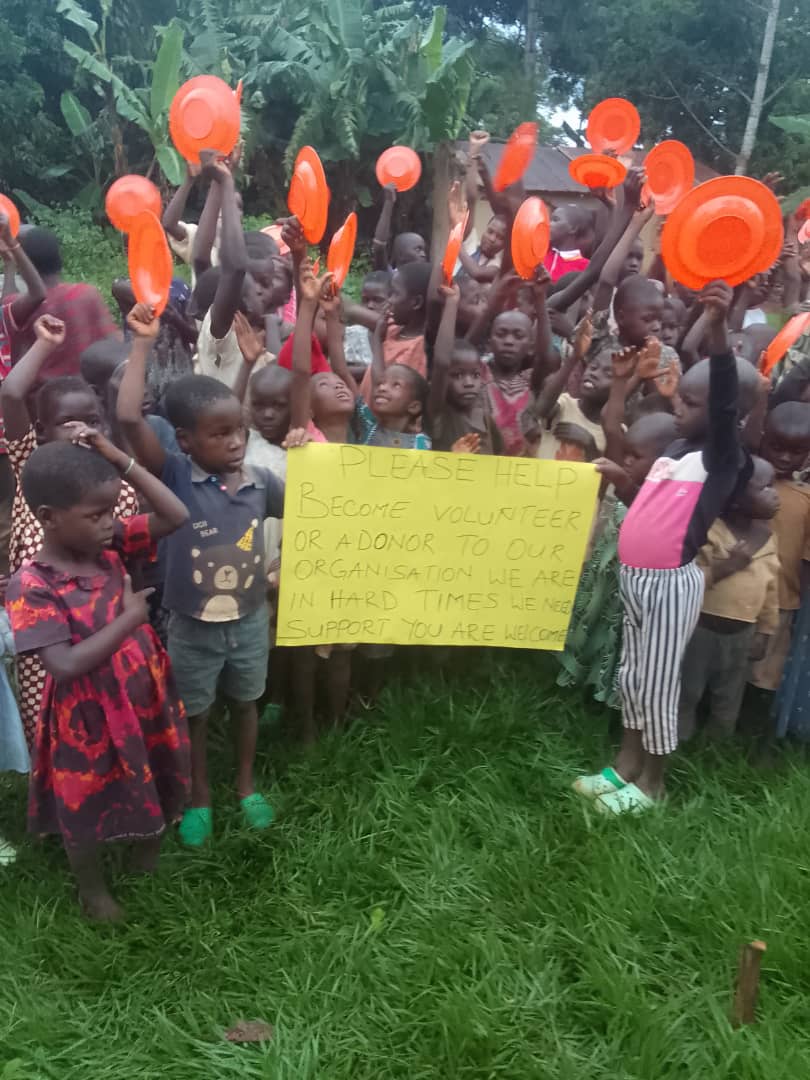 PLEASE HELP
BECOME VOLUNTEER
OR A DONOR TO OUR
ORGANISATION WE ARE
IN HARD TIMES WE NEED
SUPPORT YOU ARE WELCOME
BEAR